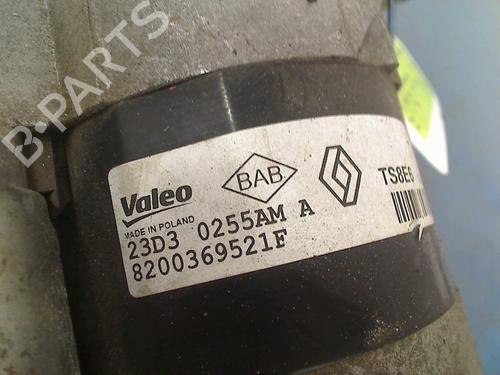 B-PARTS
Valeo
BAB
TS8E6
MADE IN POLAND
23D3 0255AM A
8200369521F